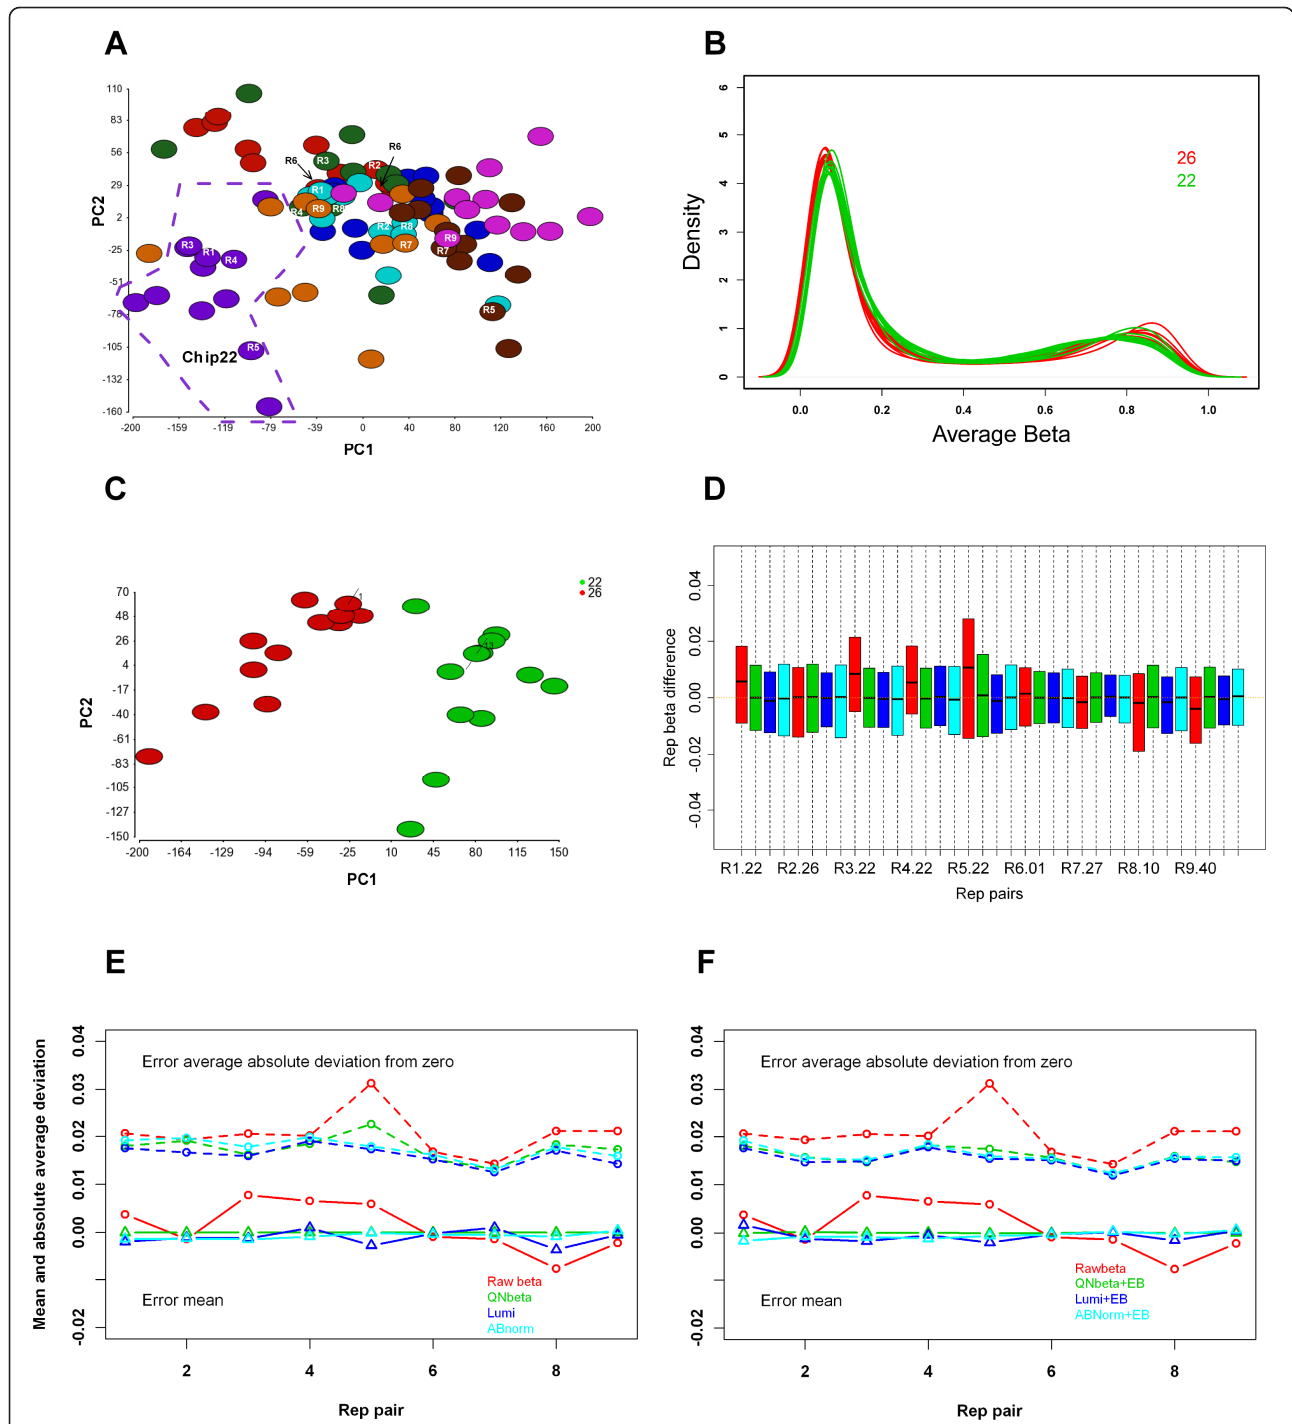 A
PC2
110
83
56
29
2
-25
-51
-78
-105
-132
-160
-200 -159 -119 -79 -39 0 40 80 120 160 200
PC1
R6
R6
R3
R2
R1
R4
R9
R8
R2
R8
R7
R9
R7
R3
R1
R4
R5
R5
Chip22
B
Density
6
5
4
3
2
1
0
26
22
0.0 0.2 0.4 0.6 0.8 1.0
Average Beta
C
PC2
70
48
26
4
-17
-40
-61
-83
-105
-127
-150
22
26
1
11
-200 -164 -129 -94 -59 -25 10 45 80 115 150
PC1
D
Rep beta difference
0.04
0.02
0.00
-0.02
-0.04
R1.22 R2.26 R3.22 R4.22 R5.22 R6.01 R7.27 R8.10 R9.40
Rep pairs
E
Mean and absolute average deviation
0.04
0.03
0.02
0.01
0.00
-0.02
Error average absolute deviation from zero
Raw beta
QNbeta
Lumi
ABnorm
Error mean
2 4 6 8
Rep pair
F
0.04
0.03
0.02
0.01
0.00
-0.02
Error average absolute deviation from zero
Rawbeta
QNbeta+EB
Lumi+EB
ABNorm+EB
Error mean
2 4 6 8
Rep pair